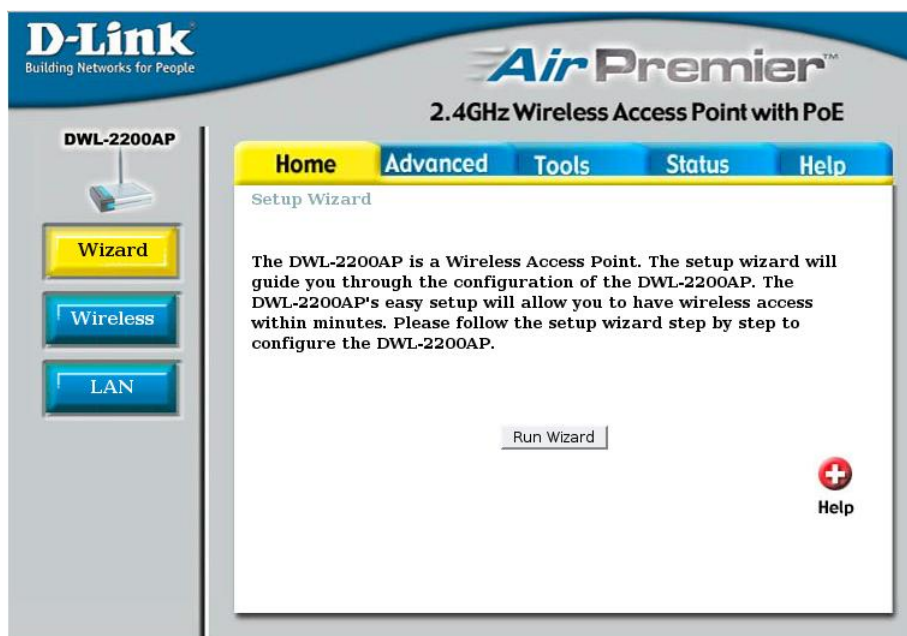 D-Link
Building Networks for People
AirPremier™
2.4GHz Wireless Access Point with PoE
DWL-2200AP
Home Advanced Tools Status Help
Wizard
Wireless
LAN
Setup Wizard
The DWL-2200AP is a Wireless Access Point. The setup wizard will
guide you through the configuration of the DWL-2200AP. The
DWL-2200AP's easy setup will allow you to have wireless access
within minutes. Please follow the setup wizard step by step to
configure the DWL-2200AP.
Run Wizard
Help